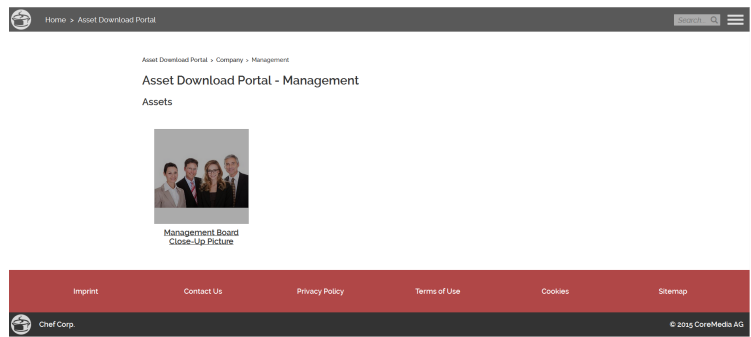 Home > Asset Download Portal
Search...
Asset Download Portal > Company > Management
Asset Download Portal - Management
Assets
Management Board
Close-Up Picture
Imprint
Contact Us
Privacy Policy
Terms of Use
Cookies
Sitemap
Chef Corp.
© 2015 CoreMedia AG